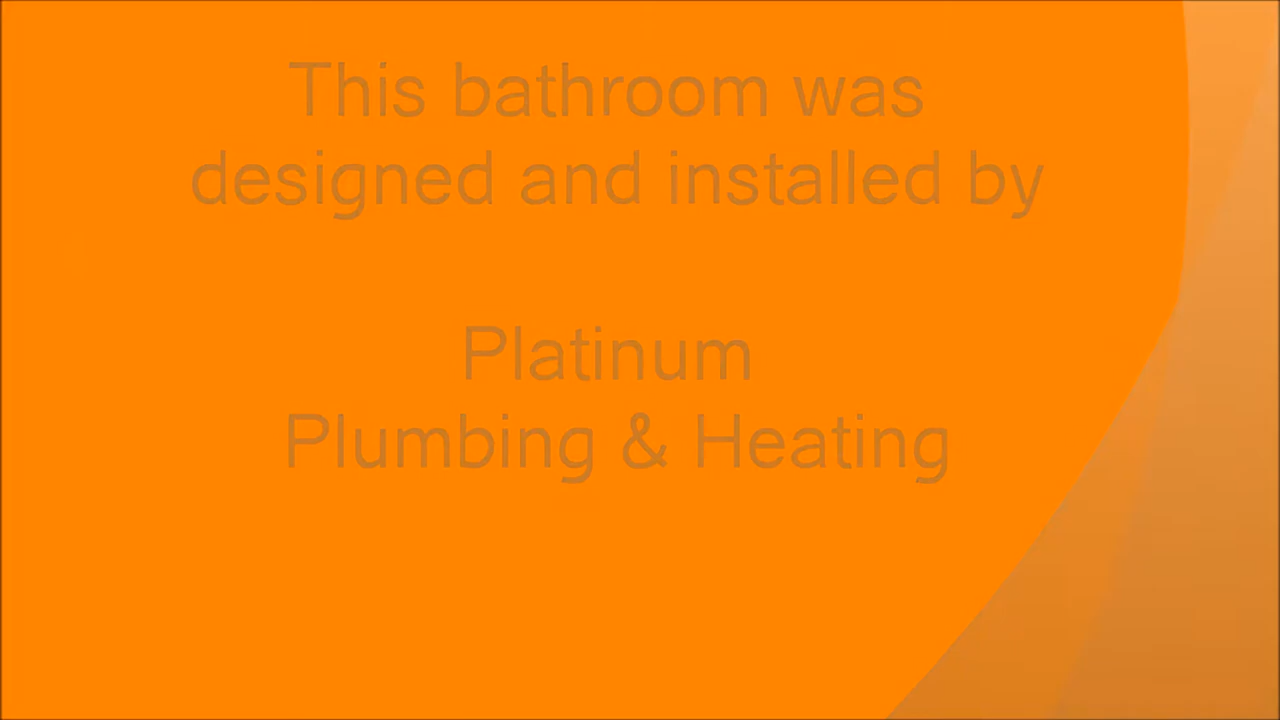 This bathroom was
designed and installed by
Platinum
Plumbing & Heating